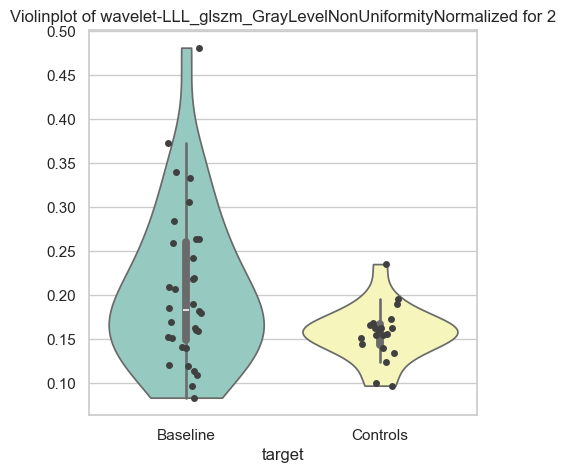 Violinplot of wavelet-LLL_glszm_GrayLevelNonUniformityNormalized for 2
0.50
0.45
0.40
0.35
0.30
0.25
0.20
0.15
0.10
Baseline
Controls
target